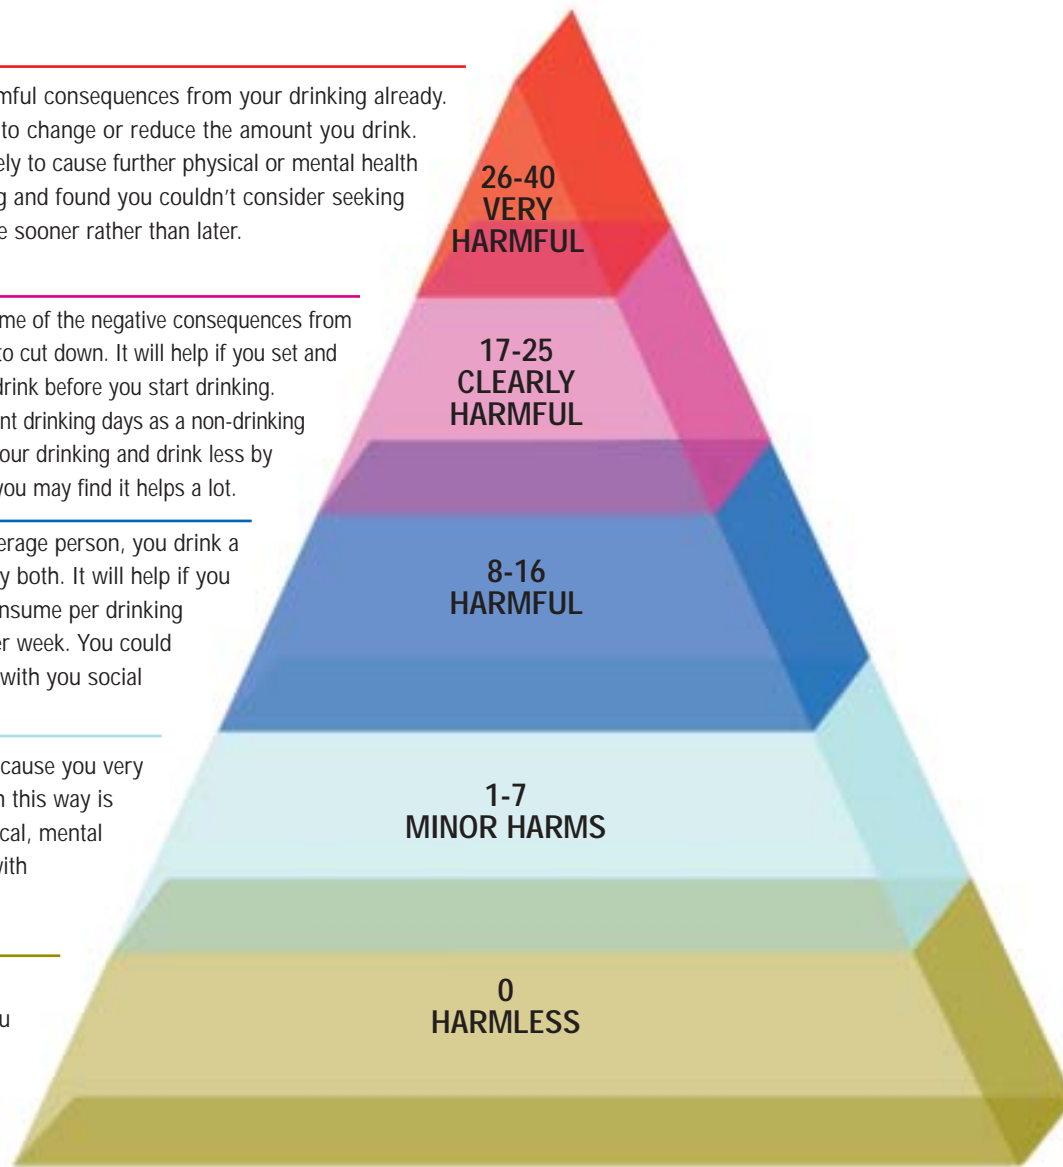 mful consequences from your drinking already.
to change or reduce the amount you drink.
ely to cause further physical or mental health
g and found you couldn't consider seeking
e sooner rather than later.
26-40
VERY
HARMFUL
me of the negative consequences from
to cut down. It will help if you set and
drink before you start drinking.
nt drinking days as a non-drinking
our drinking and drink less by
you may find it helps a lot.
17-25
CLEARLY
HARMFUL
erage person, you drink a
y both. It will help if you
nsume per drinking
er week. You could
with you social
8-16
HARMFUL
cause you very
n this way is
cal, mental
with
1-7
MINOR HARMS
u
0
HARMLESS